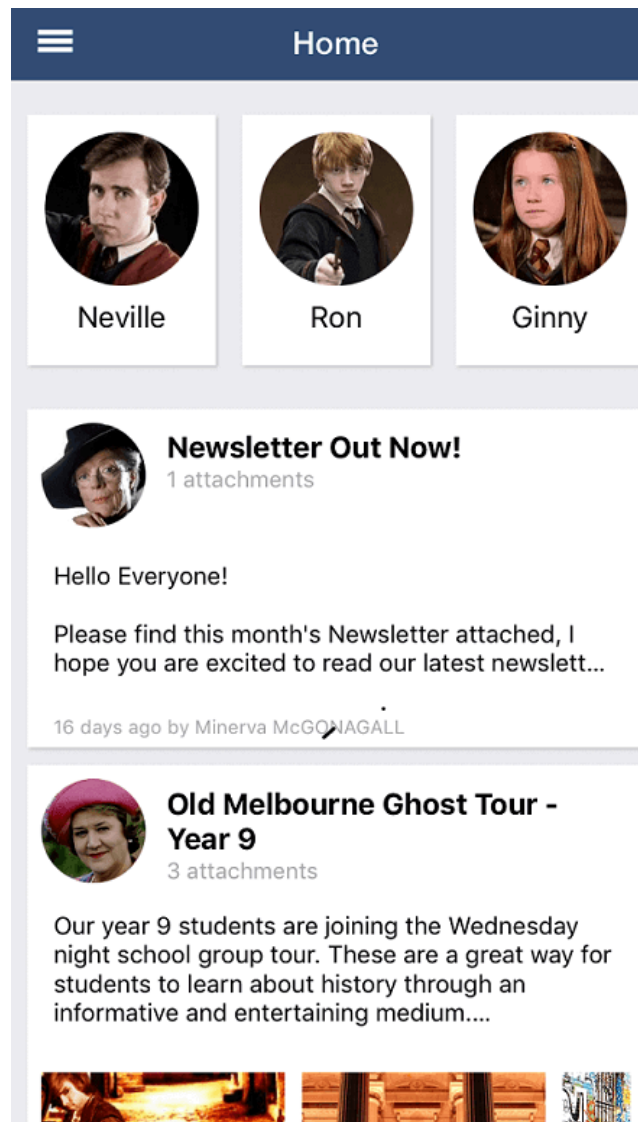 Home
Neville
Ron
Ginny
Newsletter Out Now!
1 attachments
Hello Everyone!
Please find this month's Newsletter attached, I
hope you are excited to read our latest newslett...
16 days ago by Minerva McGONAGALL
Old Melbourne Ghost Tour -
Year 9
3 attachments
Our year 9 students are joining the Wednesday
night school group tour. These are a great way for
students to learn about history through an
informative and entertaining medium....